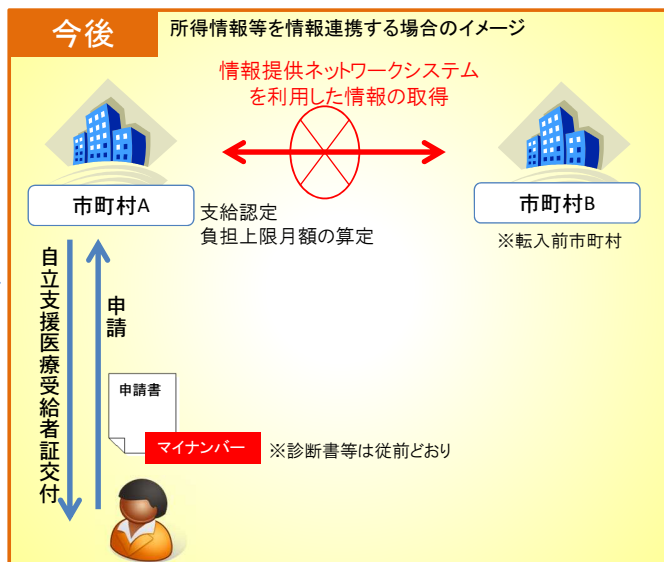 今後
所得情報等を情報連携する場合のイメージ
情報提供ネットワークシステム
を利用した情報の取得
市町村A
市町村B
支給認定
負担上限月額の算定
※転入前市町村
自立支援医療受給者証交付
申請
申請書
マイナンバー
※診断書等は従前どおり